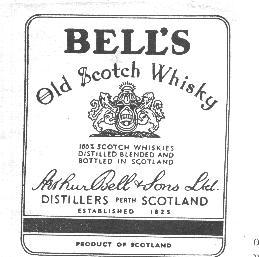 BELL'S
Old Scotch Whisky
100% SCOTCH WHISKIES
DISTILLED BLENDED AND
BOTTLED IN SCOTLAND
Arthur Bell & Sons Ltd.
DISTILLERS PERTH SCOTLAND
ESTABLISHED 1825
PRODUCT OF SCOTLAND